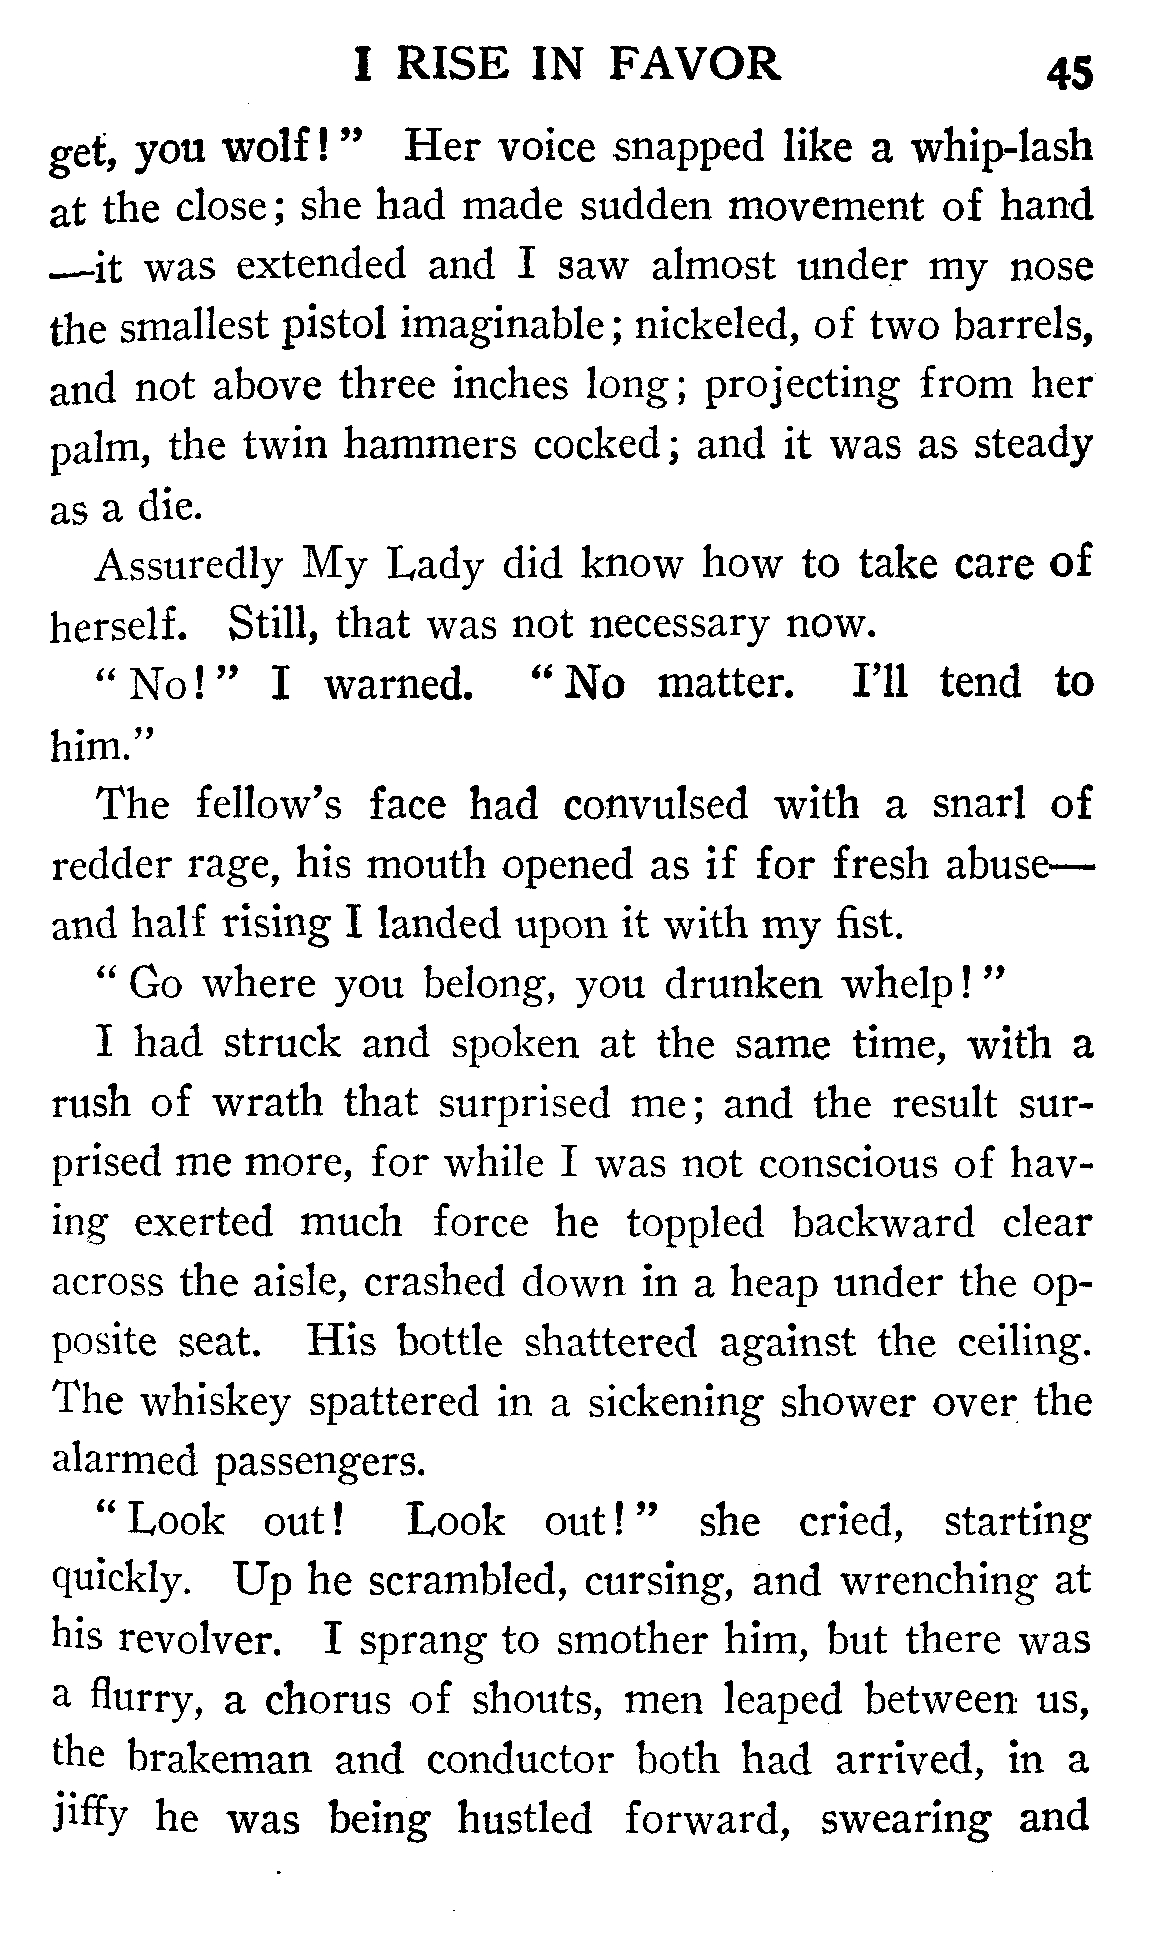 I RISE IN FAVOR 45
get, you wolf!" Her voice snapped like a whip-lash
at the close; she had made sudden movement of hand
—it was extended and I saw almost under my nose
the smallest pistol imaginable; nickeled, of two barrels,
and not above three inches long; projecting from her
palm, the twin hammers cocked; and it was as steady
as a die.
Assuredly My Lady did know how to take care of
herself. Still, that was not necessary now.
"No!" I warned. "No matter. I'll tend to
him."
The fellow's face had convulsed with a snarl of
redder rage, his mouth opened as if for fresh abuse—
and half rising I landed upon it with my fist.
"Go where you belong, you drunken whelp!"
I had struck and spoken at the same time, with a
rush of wrath that surprised me; and the result sur-
prised me more, for while I was not conscious of hav-
ing exerted much force he toppled backward clear
across the aisle, crashed down in a heap under the op-
posite seat. His bottle shattered against the ceiling.
The whiskey spattered in a sickening shower over the
alarmed passengers.
"Look out! Look out!" she cried, starting
quickly. Up he scrambled, cursing, and wrenching at
his revolver. I sprang to smother him, but there was
a flurry, a chorus of shouts, men leaped between us,
the brakeman and conductor both had arrived, in a
jiffy he was being hustled forward, swearing and